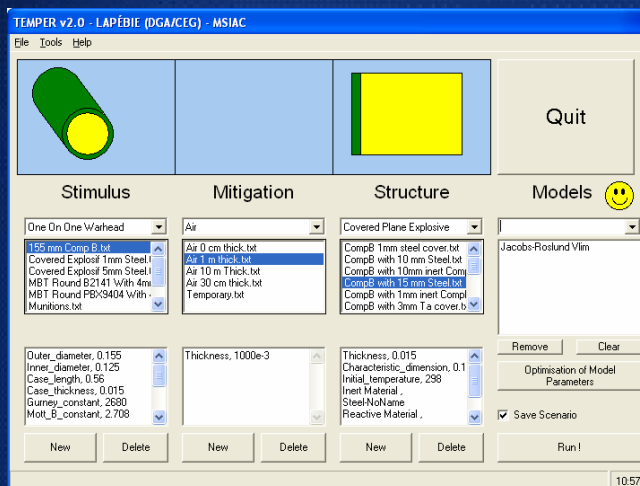 TEMPER v2.0 - LAPÉBIE (DGA/CEG) - MSIAC
File Tools Help
Quit
Stimulus Mitigation Structure Models
One On One Warhead Air Covered Plane Explosive
155 mm Comp B.txt
Covered Explosif 1mm Steel.
Covered Explosif 5mm Steel.
MBT Round B2141 With 4m
MBT Round PBX9404 With
Munitions.txt
Air 0 cm thick.txt
Air 1 m thick.txt
Air 10 m Thick.txt
Air 30 cm thick.txt
Temporary.txt
CompB 1mm steel cover.txt
CompB with 10 mm Steel.txt
CompB with 10mm inert Com
CompB with 15 mm Steel.txt
CompB with 1mm inert Compl
CompB with 3mm Ta cover.tx
Jacobs-Roslund Vlim
Remove Clear
Optimisation of Model
Parameters
Save Scenario
Outer_diameter, 0.155
Inner_diameter, 0.125
Case_length, 0.56
Case_thickness, 0.015
Gurney_constant, 2680
Mott_B_constant, 2.708
Thickness, 1000e-3
Thickness, 0.015
Characteristic_dimension, 0.1
Initial_temperature, 298
Inert Material ,
Steel-NoName
Reactive Material ,
New Delete New Delete New Delete Run !
10:57